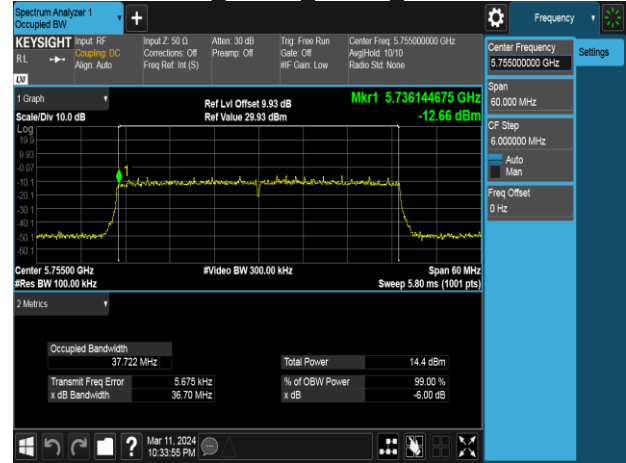 Spectrum Analyzer 1
Occupied BW
Frequency
KEYSIGHT Input: RF Input Z: 50 Ω Atten: 30 dB Trig: Free Run Center Freq: 5.755000000 GHz
RL Coupling: DC Corrections: Off Preamp: Off Gate: Off Avg|Hold: 10/10
Align: Auto Freq Ref: Int (S) #IF Gain: Low Radio Std: None
LXI
Center Frequency
5.755000000 GHz
Settings
Span
60.000 MHz
CF Step
6.000000 MHz
Auto
Man
Freq Offset
0 Hz
1 Graph
Ref Lvl Offset 9.93 dB Mkr1 5.736144675 GHz
Scale/Div 10.0 dB Ref Value 29.93 dBm -12.66 dBm
Log
19.9
9.93
-0.07
-10.1
-20.1
-30.1
-40.1
-50.1
-60.1
1
Center 5.75500 GHz #Video BW 300.00 kHz Span 60 MHz
#Res BW 100.00 kHz Sweep 5.80 ms (1001 pts)
2 Metrics
Occupied Bandwidth
37.722 MHz Total Power 14.4 dBm
Transmit Freq Error 5.675 kHz % of OBW Power 99.00 %
x dB Bandwidth 36.70 MHz x dB -6.00 dB
? Mar 11, 2024
10:33:55 PM